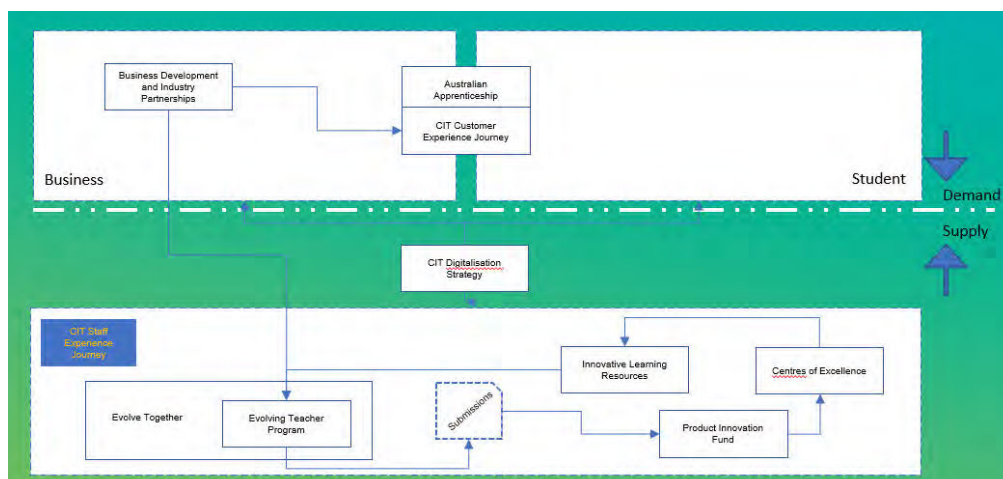 Business Development
and Industry
Partnerships
Australian
Apprenticeship
CIT Customer
Experience Journey
Business
Student
Demand
Supply
CIT Digitalisation
Strategy
CIT Staff
Experience
Journey
Innovative Learning
Resources
Centres of Excellence
Evolve Together
Evolving Teacher
Program
Submissions
Product Innovation
Fund